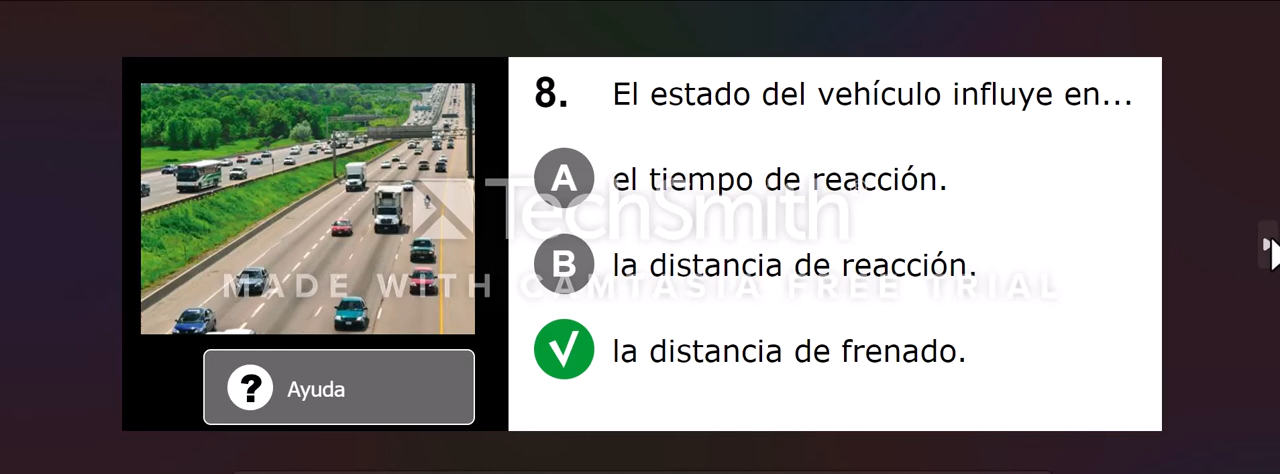 8. El estado del vehículo influye en...
A el tiempo de reacción.
TechSmith
B la distancia de reacción.
MADE WITH CAMTASIA FREE TRIAL
la distancia de frenado.
? Ayuda